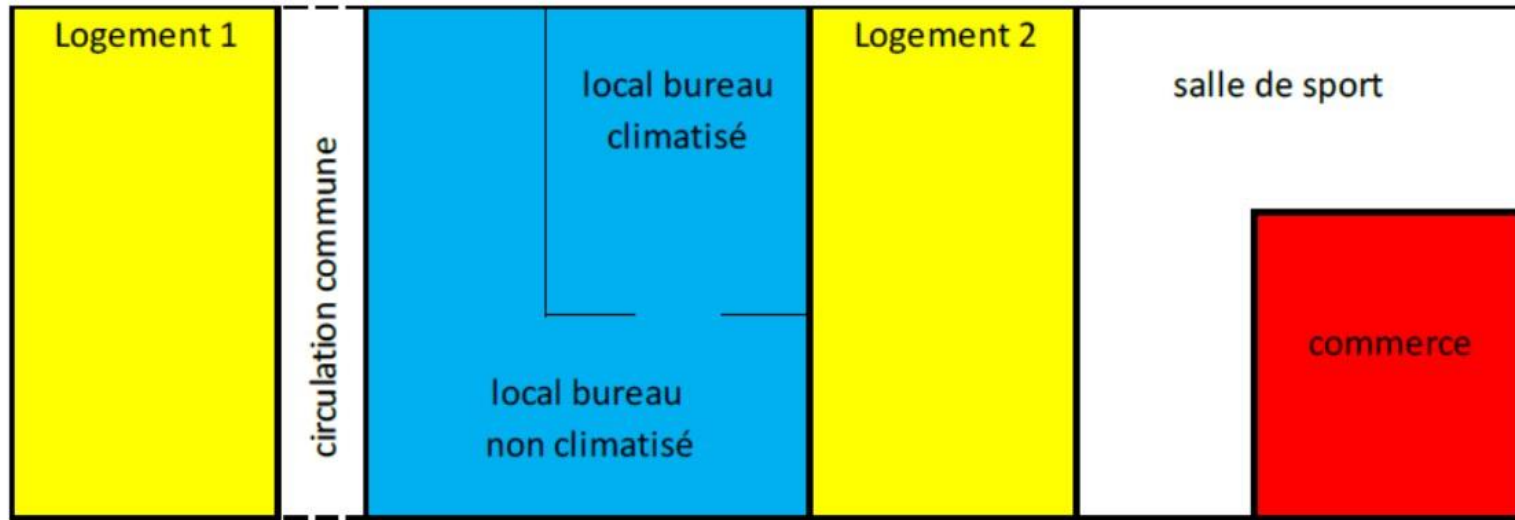 Logement 1
circulation commune
local bureau
climatisé
local bureau
non climatisé
Logement 2
salle de sport
commerce